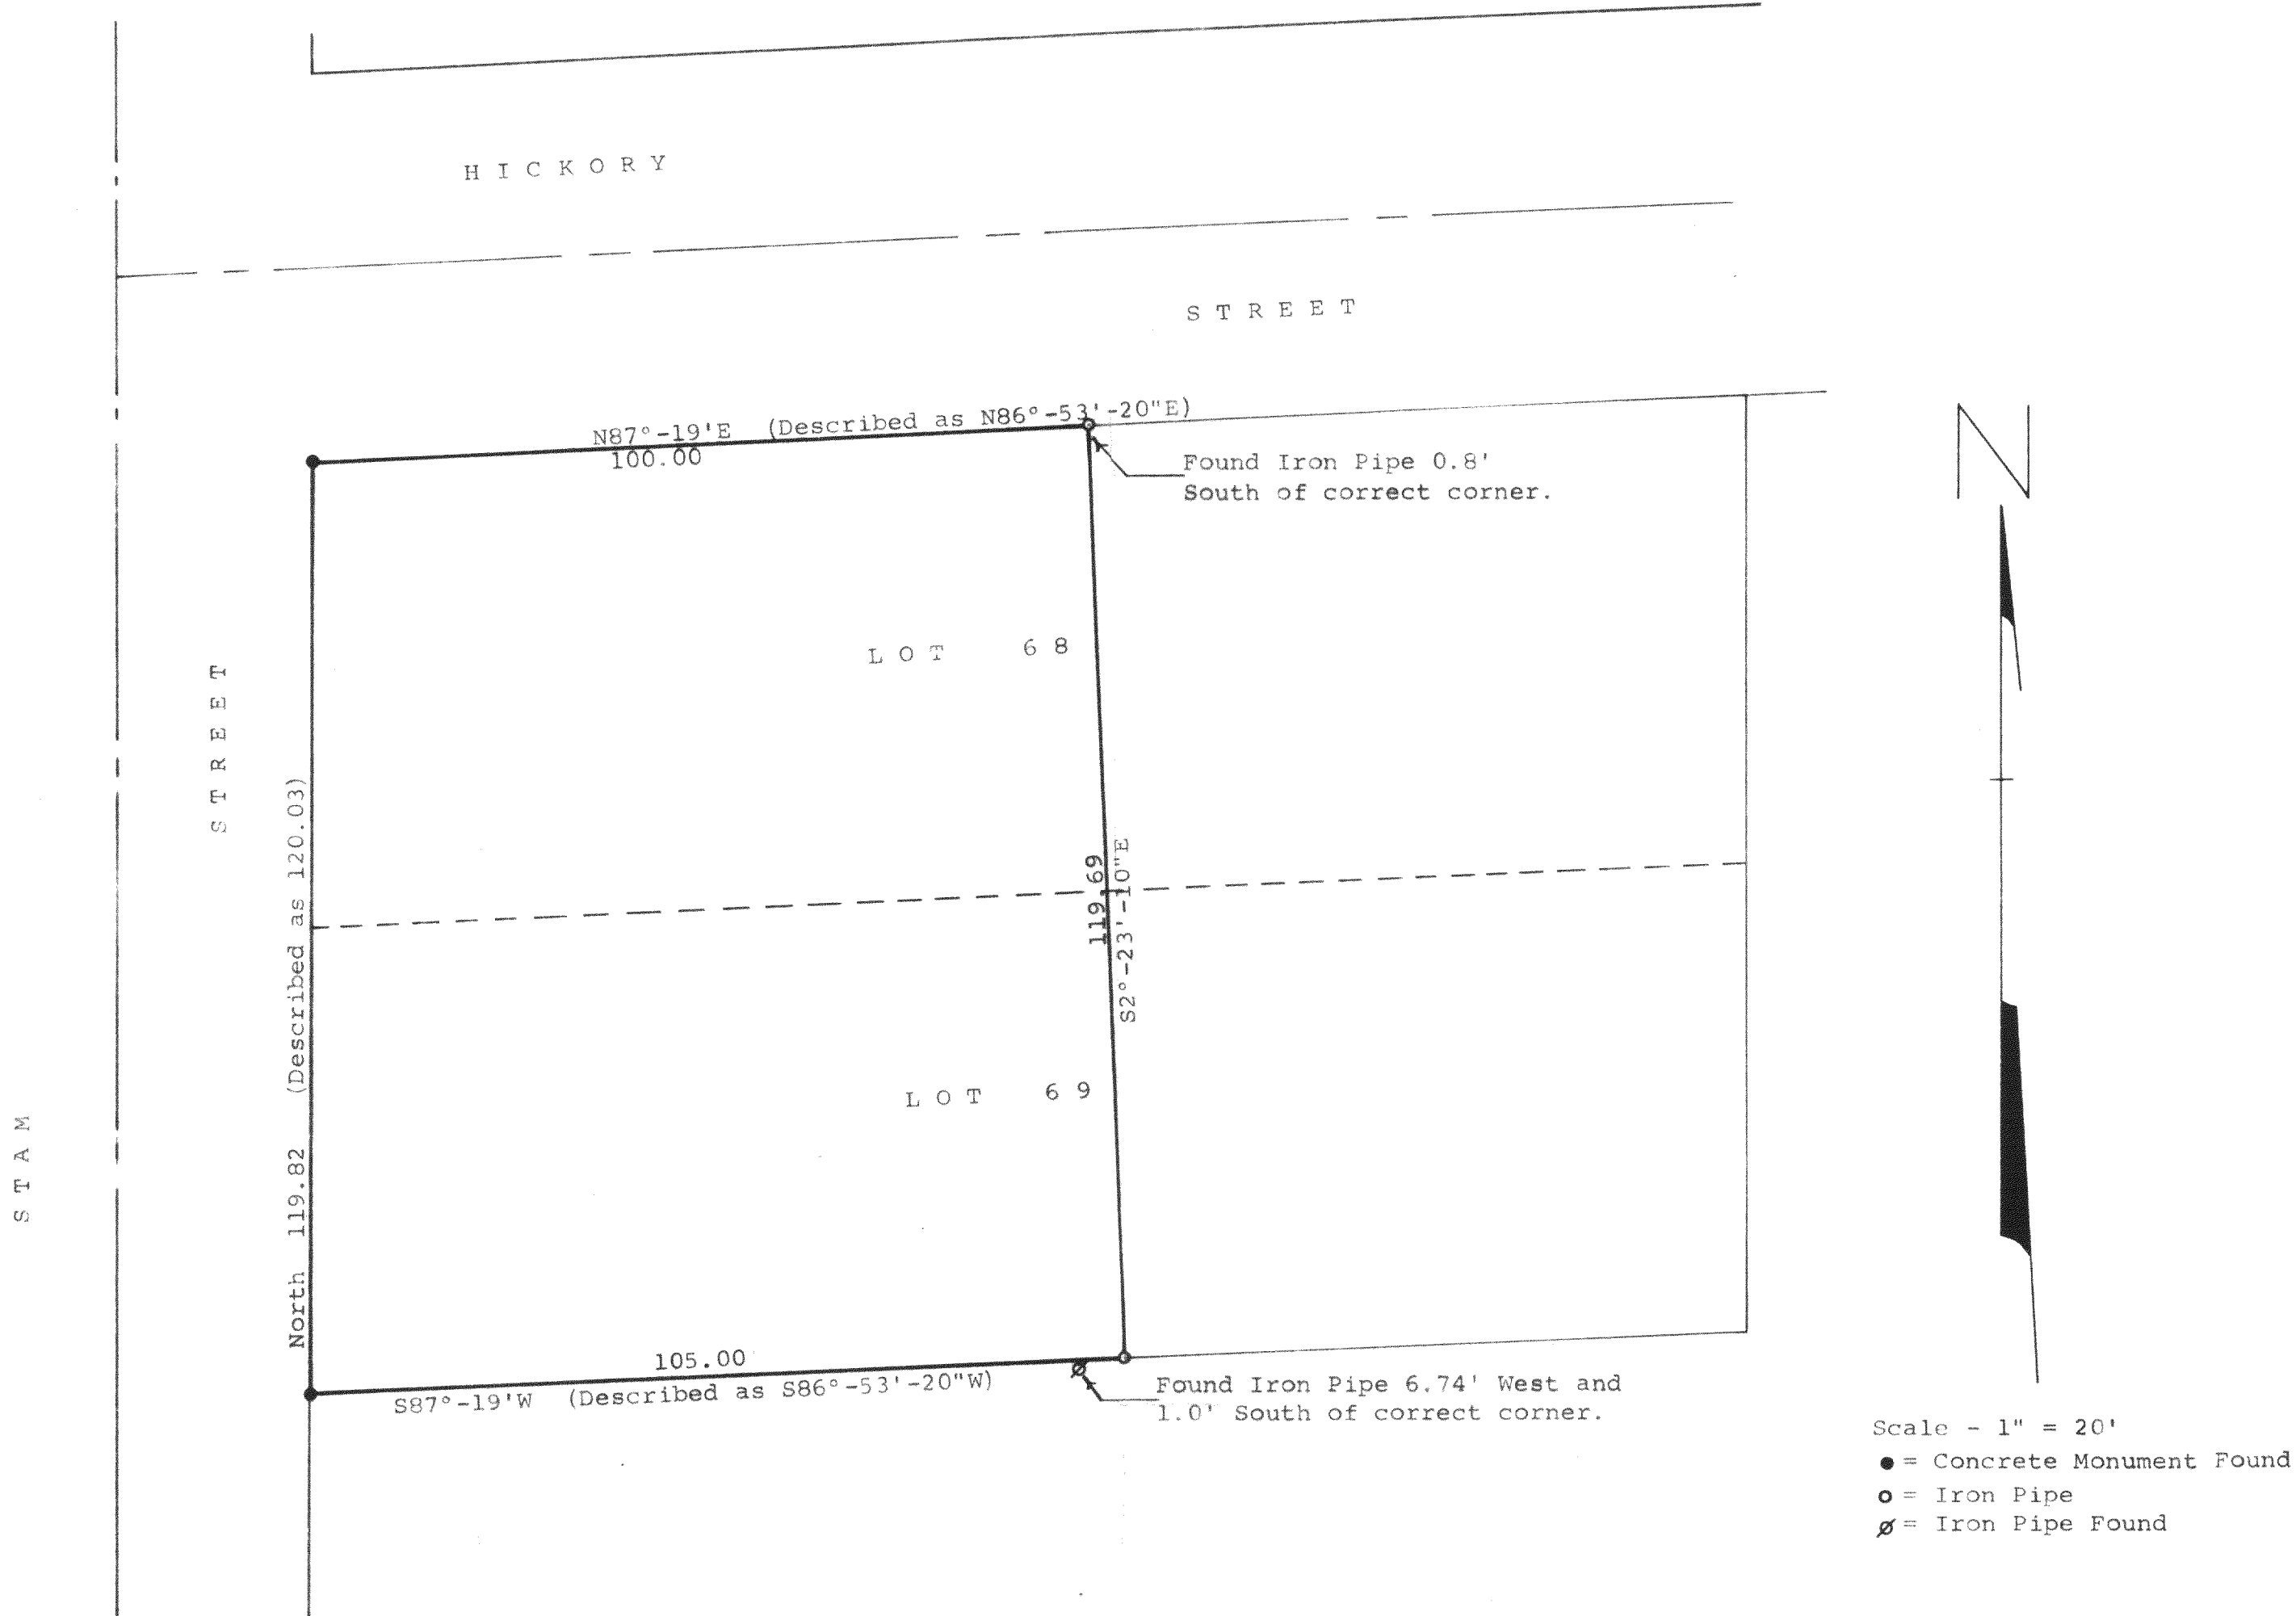 HICKORY
STREET
N87°-19'E (Described as N86°-53'-20"E)
100.00
Found Iron Pipe 0.8'
South of correct corner.
N
LOT 68
STREET
North 119.82 (Described as 120.03)
119.69
S2°-23'-10"E
LOT 69
STAM
105.00
S87°-19'W (Described as S86°-53'-20"W)
Found Iron Pipe 6.74' West and
1.0' South of correct corner.
Scale - 1" = 20'
● = Concrete Monument Found
o = Iron Pipe
ø = Iron Pipe Found